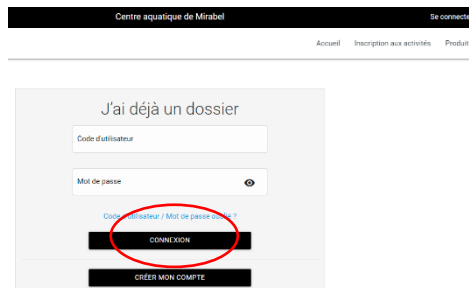 Centre aquatique de Mirabel
Se connecte
Accueil Inscription aux activités Produit
J'ai déjà un dossier
Code d'utilisateur
Mot de passe
Code d'utilisateur / Mot de passe oublié ?
CONNEXION
CRÉER MON COMPTE